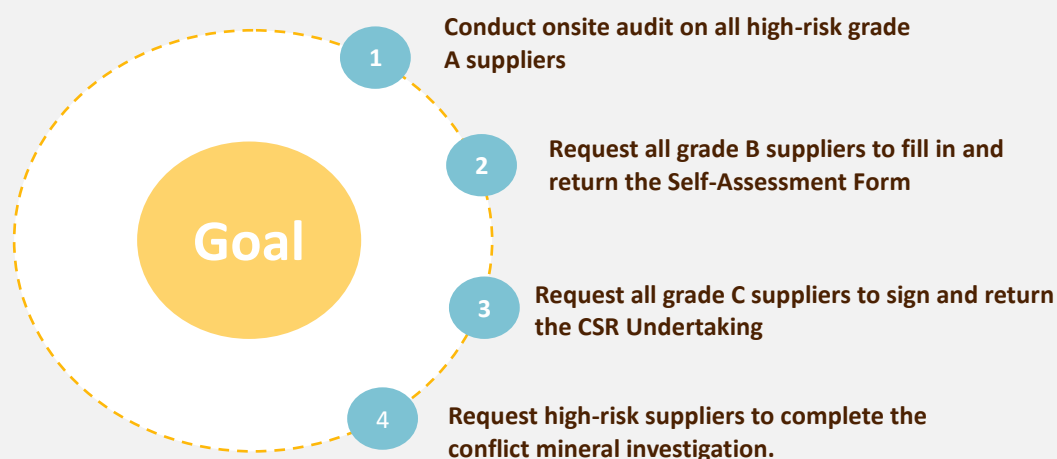 Goal
1
Conduct onsite audit on all high-risk grade
A suppliers
2
Request all grade B suppliers to fill in and
return the Self-Assessment Form
3
Request all grade C suppliers to sign and return
the CSR Undertaking
4
Request high-risk suppliers to complete the
conflict mineral investigation.